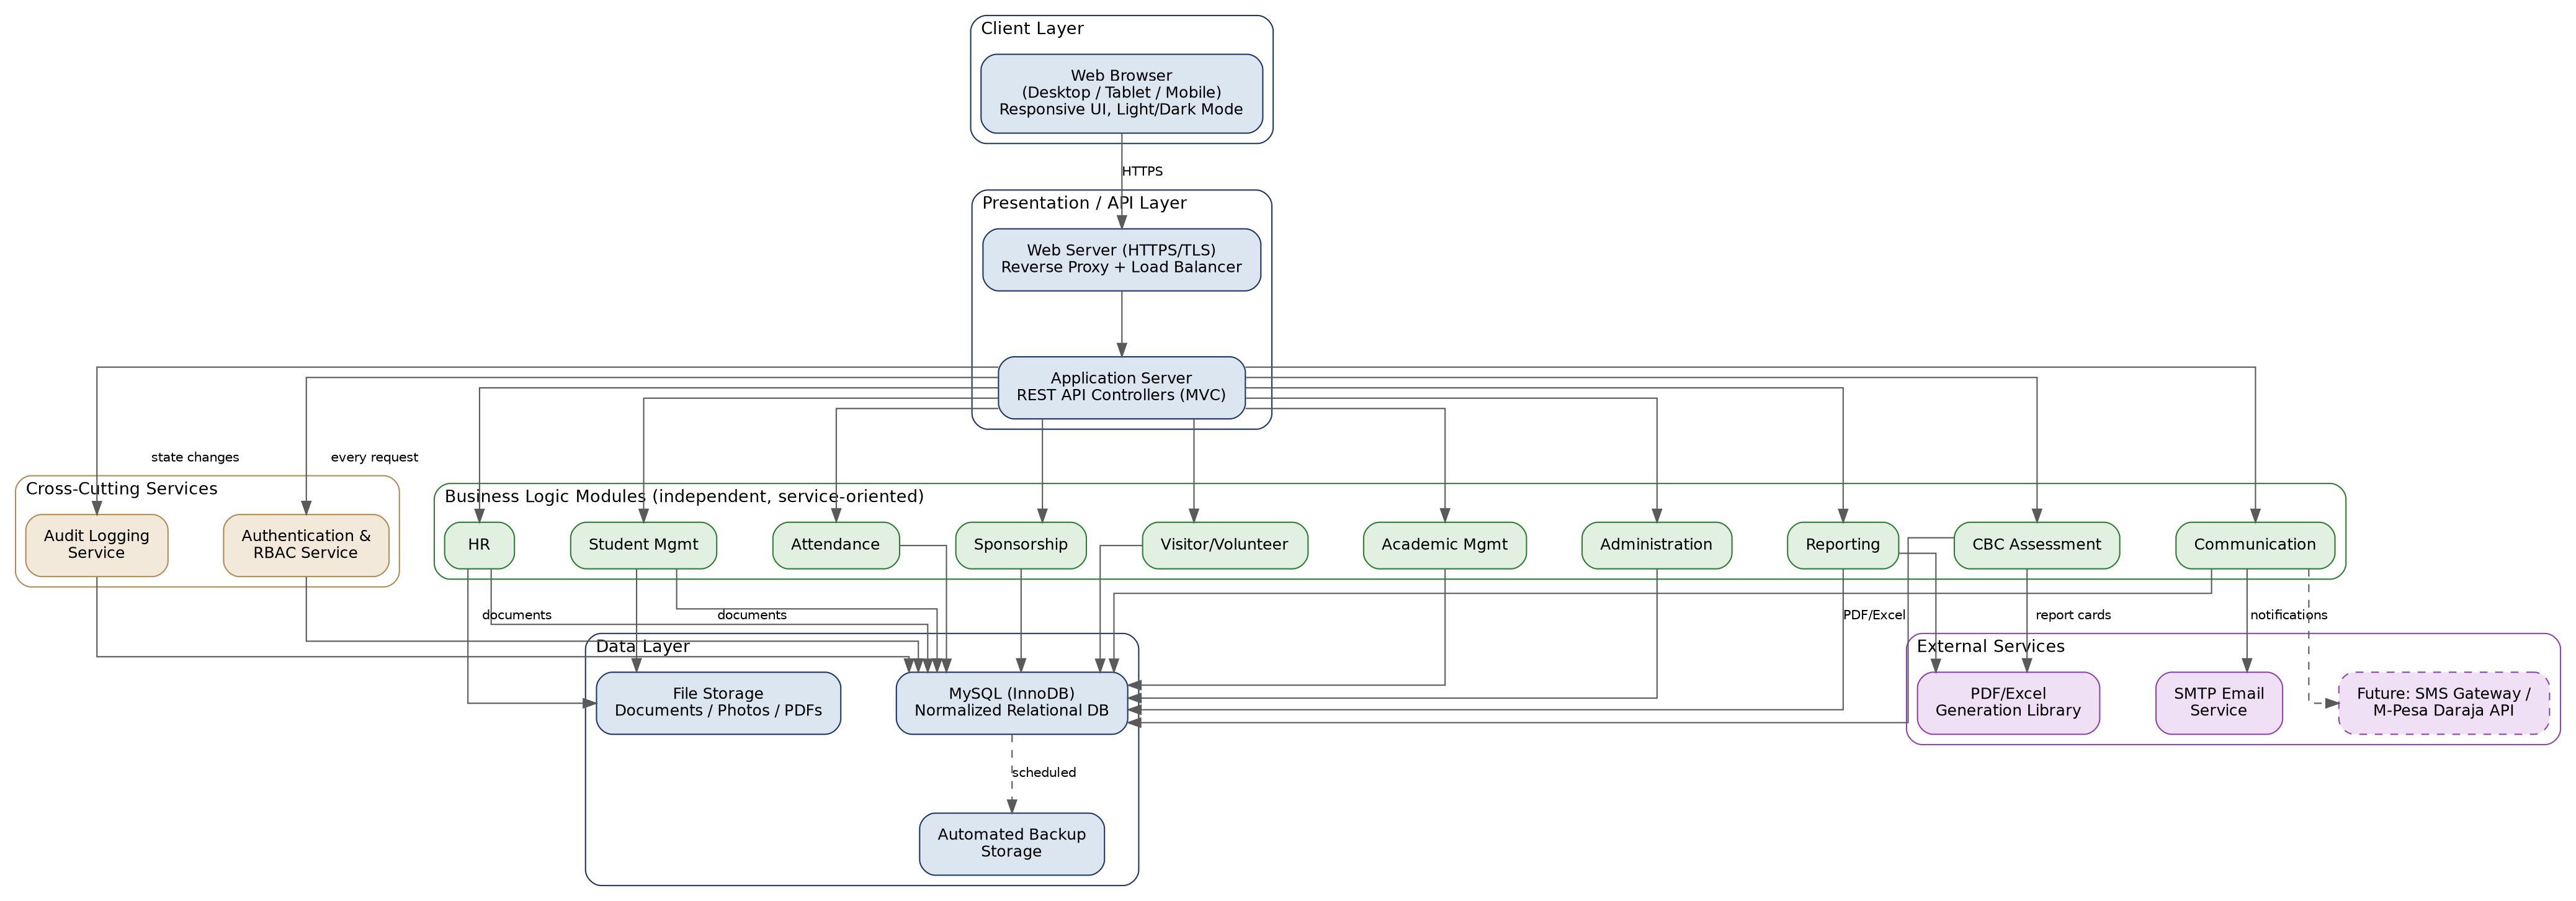 Client Layer
Web Browser
(Desktop / Tablet / Mobile)
Responsive UI, Light/Dark Mode
HTTPS
Presentation / API Layer
Web Server (HTTPS/TLS)
Reverse Proxy + Load Balancer
Application Server
REST API Controllers (MVC)
state changes
every request
Cross-Cutting Services
Audit Logging
Service
Authentication &
RBAC Service
Business Logic Modules (independent, service-oriented)
HR
Student Mgmt
Attendance
Sponsorship
Visitor/Volunteer
Academic Mgmt
Administration
Reporting
CBC Assessment
Communication
documents
documents
PDF/Excel
report cards
notifications
Data Layer
File Storage
Documents / Photos / PDFs
MySQL (InnoDB)
Normalized Relational DB
scheduled
Automated Backup
Storage
External Services
PDF/Excel
Generation Library
SMTP Email
Service
Future: SMS Gateway /
M-Pesa Daraja API